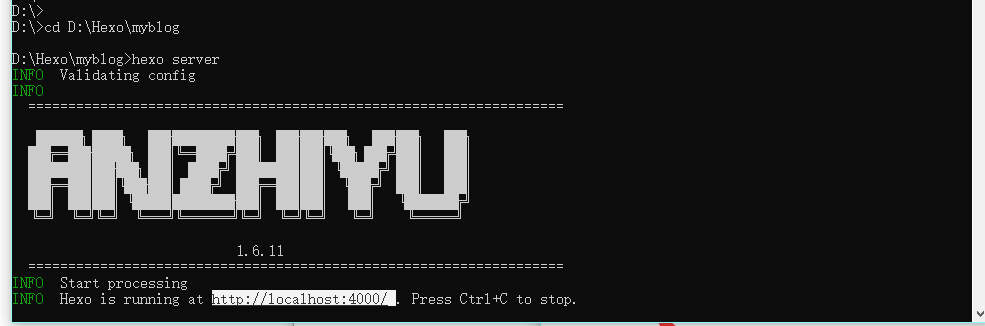 D:\>
D:\>cd D:\Hexo\myblog
D:\Hexo\myblog>hexo server
INFO  Validating config
INFO
===================================================================
ANZHIYU
1.6.11
===================================================================
INFO  Start processing
INFO  Hexo is running at http://localhost:4000/ . Press Ctrl+C to stop.